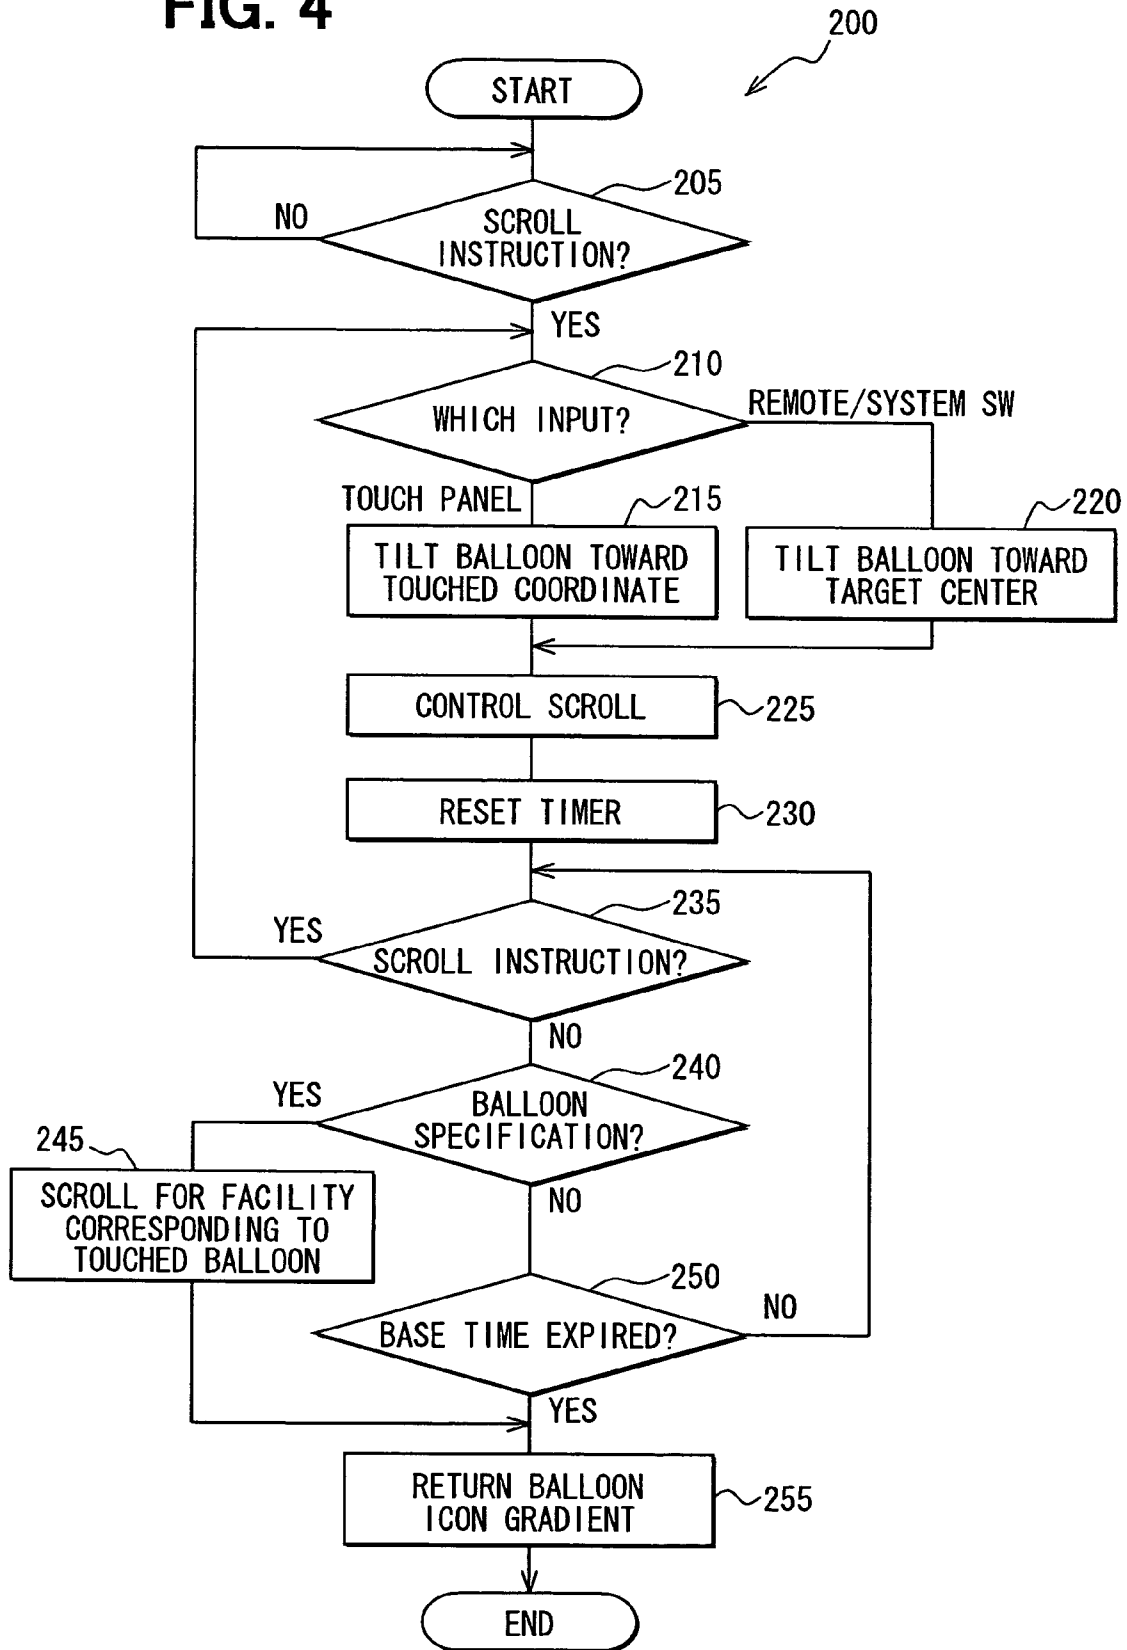 FIG. 4
200
START
205
NO
SCROLL
INSTRUCTION?
YES
210
WHICH INPUT?
REMOTE/SYSTEM SW
TOUCH PANEL
215
220
TILT BALLOON TOWARD
TOUCHED COORDINATE
TILT BALLOON TOWARD
TARGET CENTER
CONTROL SCROLL
225
RESET TIMER
230
235
YES
SCROLL INSTRUCTION?
NO
240
YES
BALLOON
SPECIFICATION?
245
NO
SCROLL FOR FACILITY
CORRESPONDING TO
TOUCHED BALLOON
250
NO
BASE TIME EXPIRED?
YES
RETURN BALLOON
ICON GRADIENT
255
END